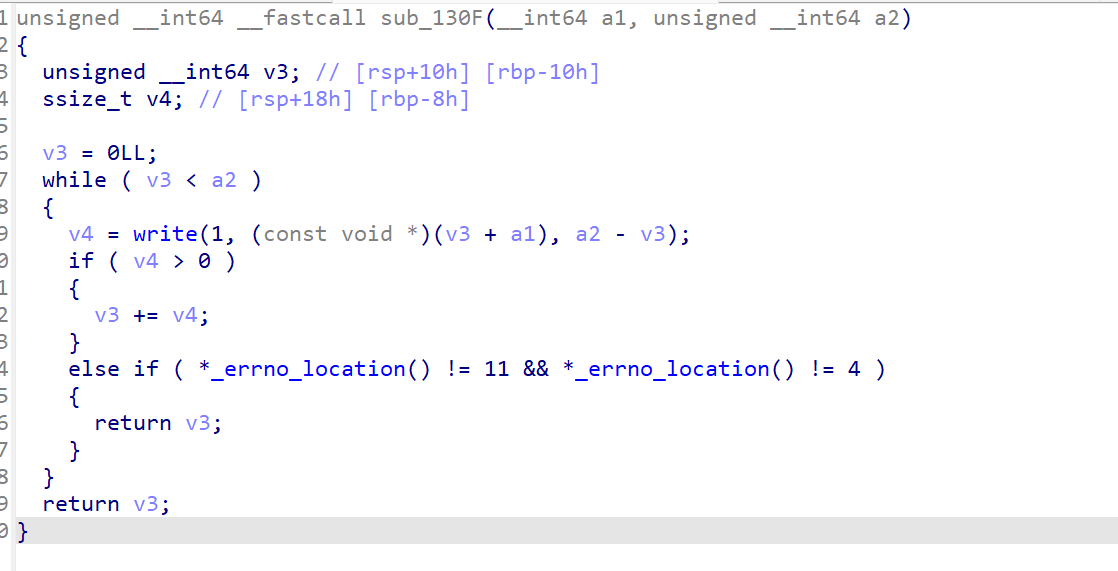 1 unsigned __int64 __fastcall sub_130F(__int64 a1, unsigned __int64 a2)
2 {
3   unsigned __int64 v3; // [rsp+10h] [rbp-10h]
4   ssize_t v4; // [rsp+18h] [rbp-8h]
5
6   v3 = 0LL;
7   while ( v3 < a2 )
8   {
9     v4 = write(1, (const void *)(v3 + a1), a2 - v3);
0     if ( v4 > 0 )
1     {
2       v3 += v4;
3     }
4     else if ( *_errno_location() != 11 && *_errno_location() != 4 )
5     {
6       return v3;
7     }
8   }
9   return v3;
0 }